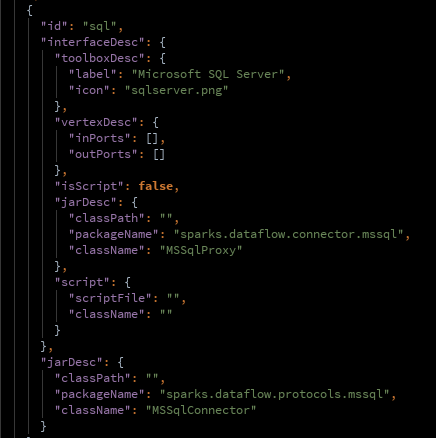 {
"id": "sql",
"interfaceDesc": {
"toolboxDesc": {
"label": "Microsoft SQL Server",
"icon": "sqlserver.png"
},
"vertexDesc": {
"inPorts": [],
"outPorts": []
},
"isScript": false,
"jarDesc": {
"classPath": "",
"packageName": "sparks.dataflow.connector.mssql",
"className": "MSSqlProxy"
},
"script": {
"scriptFile": "",
"className": ""
}
},
"jarDesc": {
"classPath": "",
"packageName": "sparks.dataflow.protocols.mssql",
"className": "MSSqlConnector"
}